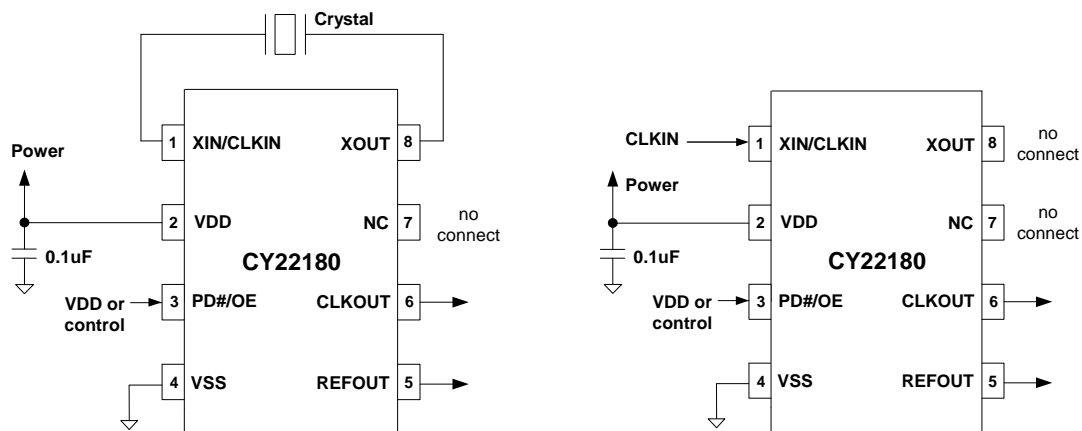 Crystal
1 XIN/CLKIN XOUT 8
Power
2 VDD NC 7
no
connect
0.1uF
CY22180
VDD or
control
3 PD#/OE CLKOUT 6
4 VSS REFOUT 5
CLKIN
1 XIN/CLKIN XOUT 8
no
connect
Power
2 VDD NC 7
no
connect
0.1uF
CY22180
VDD or
control
3 PD#/OE CLKOUT 6
4 VSS REFOUT 5